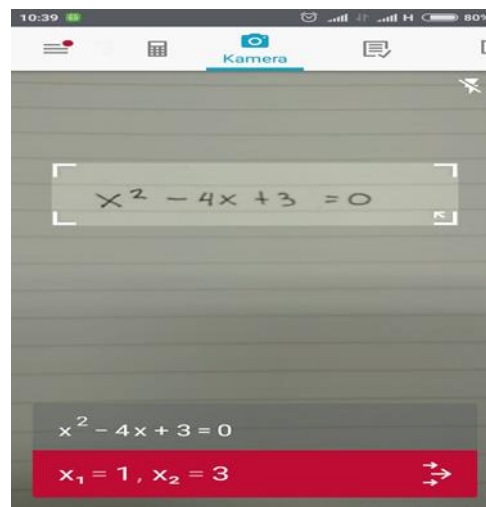 10:39 H 80%
Kamera
x² − 4x + 3 = 0
x² − 4x + 3 = 0
x₁ = 1 , x₂ = 3